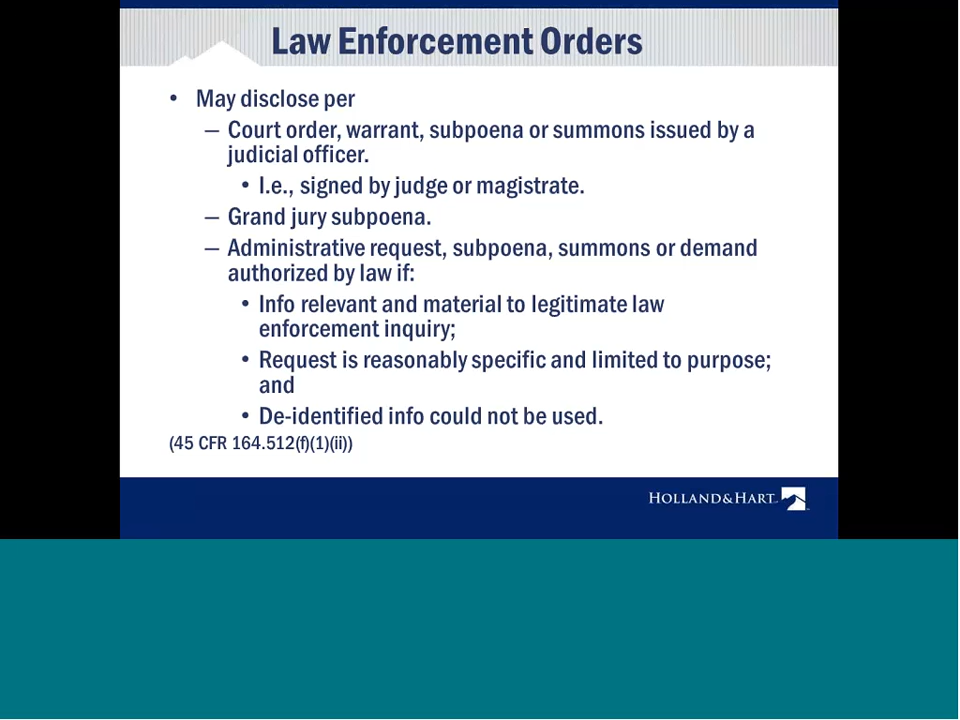 Law Enforcement Orders
• May disclose per
– Court order, warrant, subpoena or summons issued by a
judicial officer.
• I.e., signed by judge or magistrate.
– Grand jury subpoena.
– Administrative request, subpoena, summons or demand
authorized by law if:
• Info relevant and material to legitimate law
enforcement inquiry;
• Request is reasonably specific and limited to purpose;
and
• De-identified info could not be used.
(45 CFR 164.512(f)(1)(ii))
HOLLAND&HART